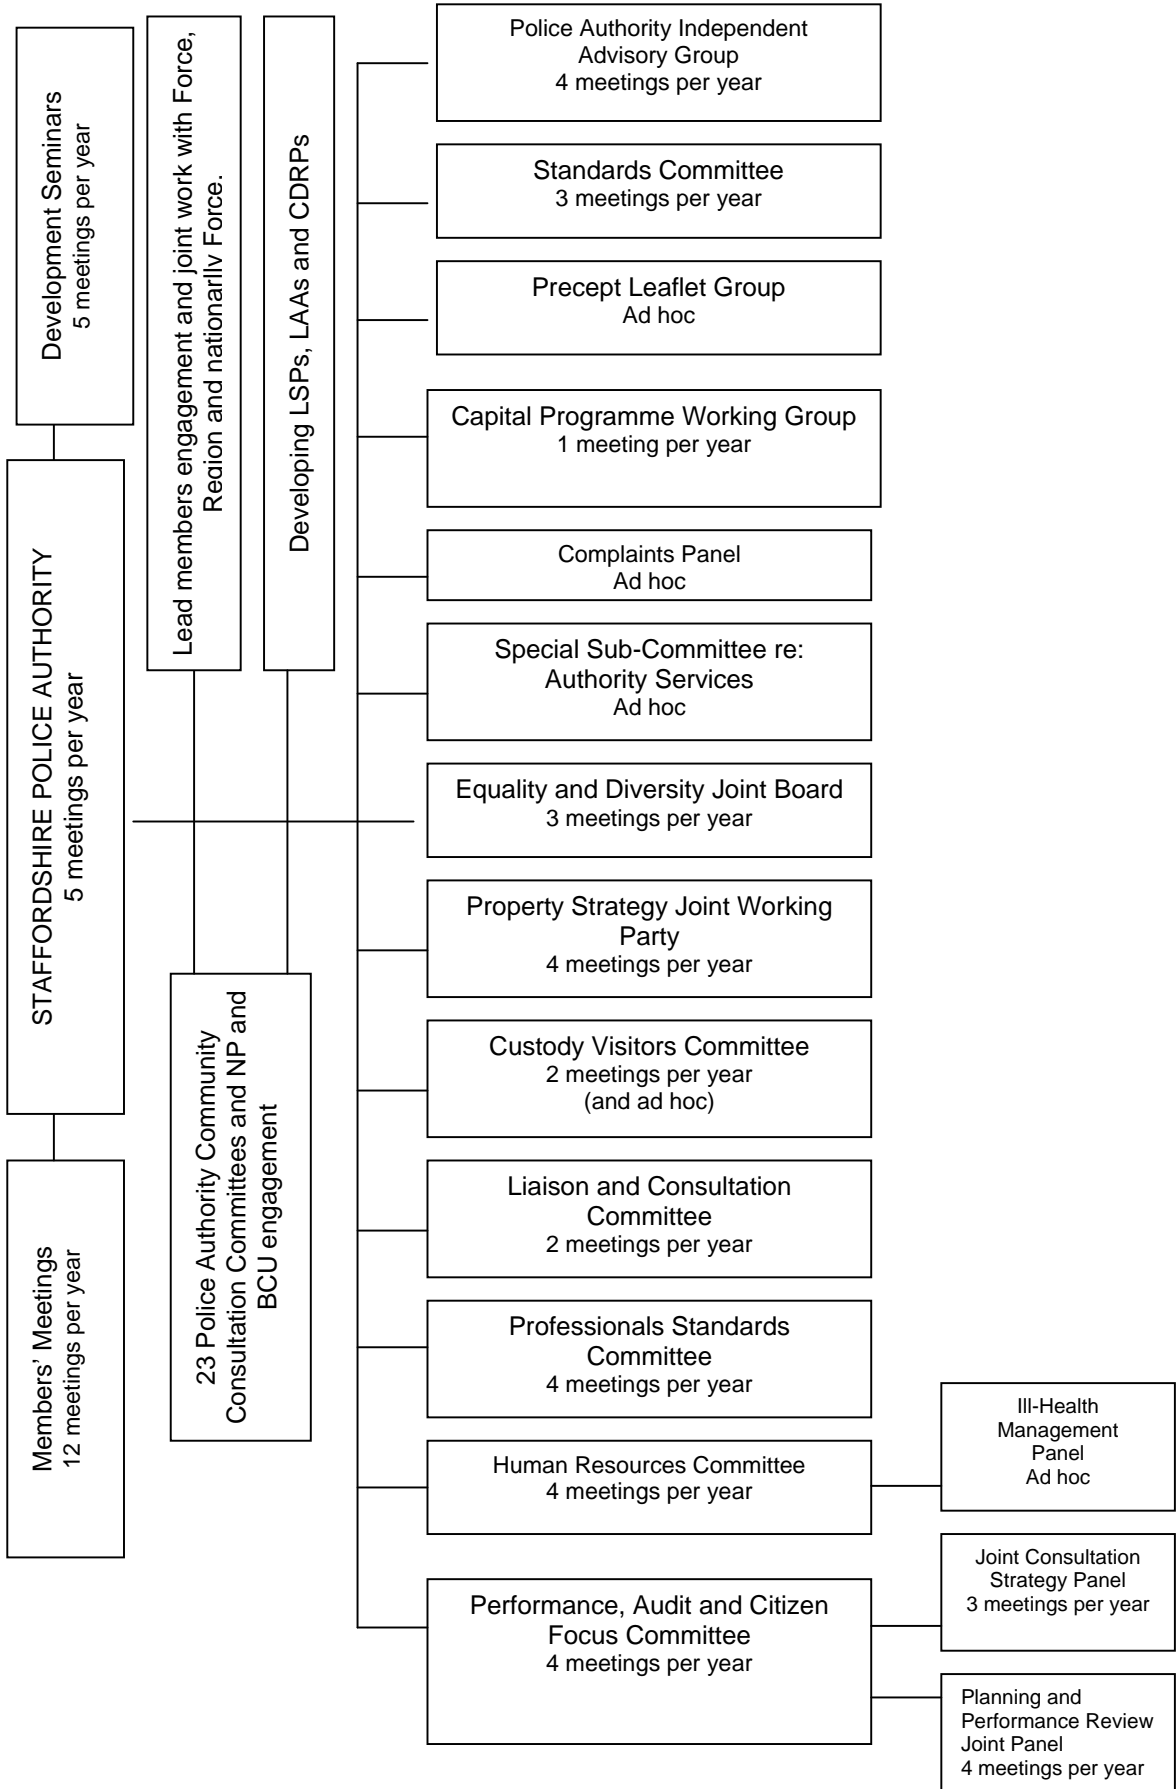 Development Seminars
5 meetings per year
STAFFORDSHIRE POLICE AUTHORITY
5 meetings per year
Members' Meetings
12 meetings per year
Lead members engagement and joint work with Force,
Region and nationarllv Force.
Developing LSPs, LAAs and CDRPs
23 Police Authority Community
Consultation Committees and NP and
BCU engagement
Police Authority Independent
Advisory Group
4 meetings per year
Standards Committee
3 meetings per year
Precept Leaflet Group
Ad hoc
Capital Programme Working Group
1 meeting per year
Complaints Panel
Ad hoc
Special Sub-Committee re:
Authority Services
Ad hoc
Equality and Diversity Joint Board
3 meetings per year
Property Strategy Joint Working
Party
4 meetings per year
Custody Visitors Committee
2 meetings per year
(and ad hoc)
Liaison and Consultation
Committee
2 meetings per year
Professionals Standards
Committee
4 meetings per year
Human Resources Committee
4 meetings per year
Ill-Health
Management
Panel
Ad hoc
Performance, Audit and Citizen
Focus Committee
4 meetings per year
Joint Consultation
Strategy Panel
3 meetings per year
Planning and
Performance Review
Joint Panel
4 meetings per year